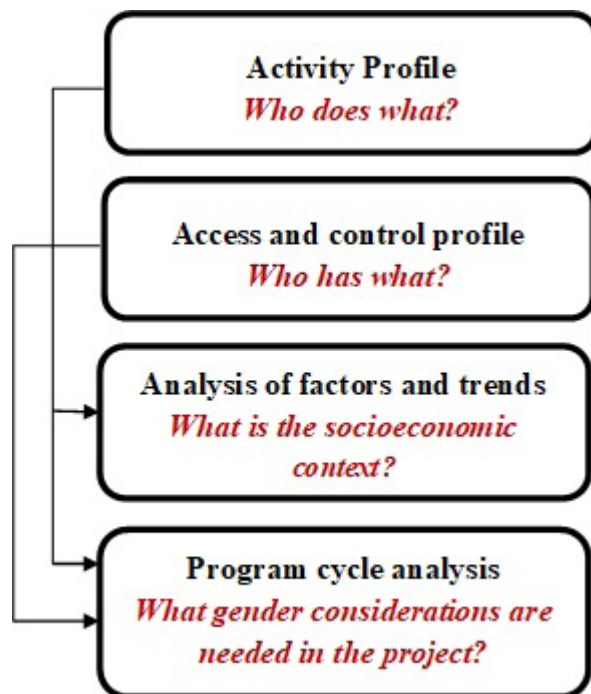 Activity Profile
Who does what?
Access and control profile
Who has what?
Analysis of factors and trends
What is the socioeconomic
context?
Program cycle analysis
What gender considerations are
needed in the project?